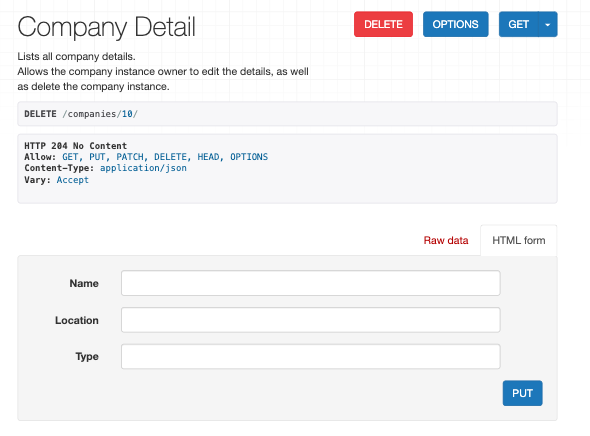 Company Detail
DELETE OPTIONS GET
Lists all company details.
Allows the company instance owner to edit the details, as well
as delete the company instance.
DELETE /companies/10/
HTTP 204 No Content
Allow: GET, PUT, PATCH, DELETE, HEAD, OPTIONS
Content-Type: application/json
Vary: Accept
Raw data HTML form
Name
Location
Type
PUT